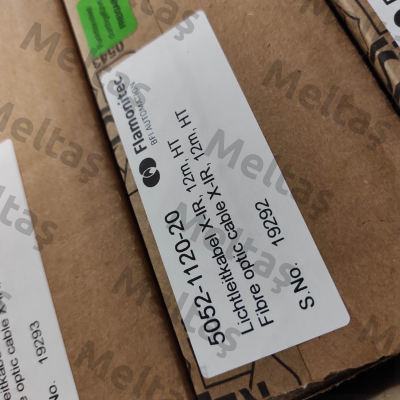 Flamonitec
BFI AUTOMATION
5052-1120-20
Lichtleitkabel X-IR, 12m, HT
Fibre optic cable X-IR, 12m, HT
S.No. 19292
No. 19293
Meltaş